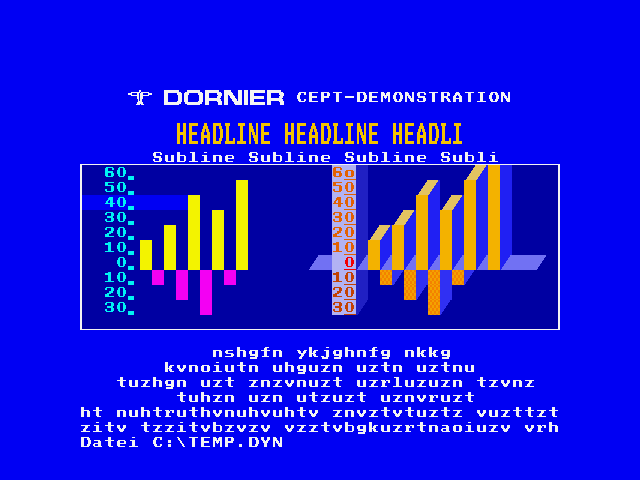 DORNIER CEPT-DEMONSTRATION
HEADLINE HEADLINE HEADLI
Subline Subline Subline Subli
60 60
50 50
40 40
30 30
20 20
10 10
0 0
10 10
20 20
30 30
nshgfn ykjghnfg nkkg
kvnoiutn uhguzn uztn uztnu
tuzhgn uzt znzvnuzt uzrluzuzn tzvnz
tuhzn uzn utzuzt uznvruzt
ht nuhtruthvnuhvuhtv znvztvtuztz vuzttzt
zitv tzzitvbzvzv vzztvbgkuzrtnaoiuzv vrh
Datei C:\TEMP.DYN